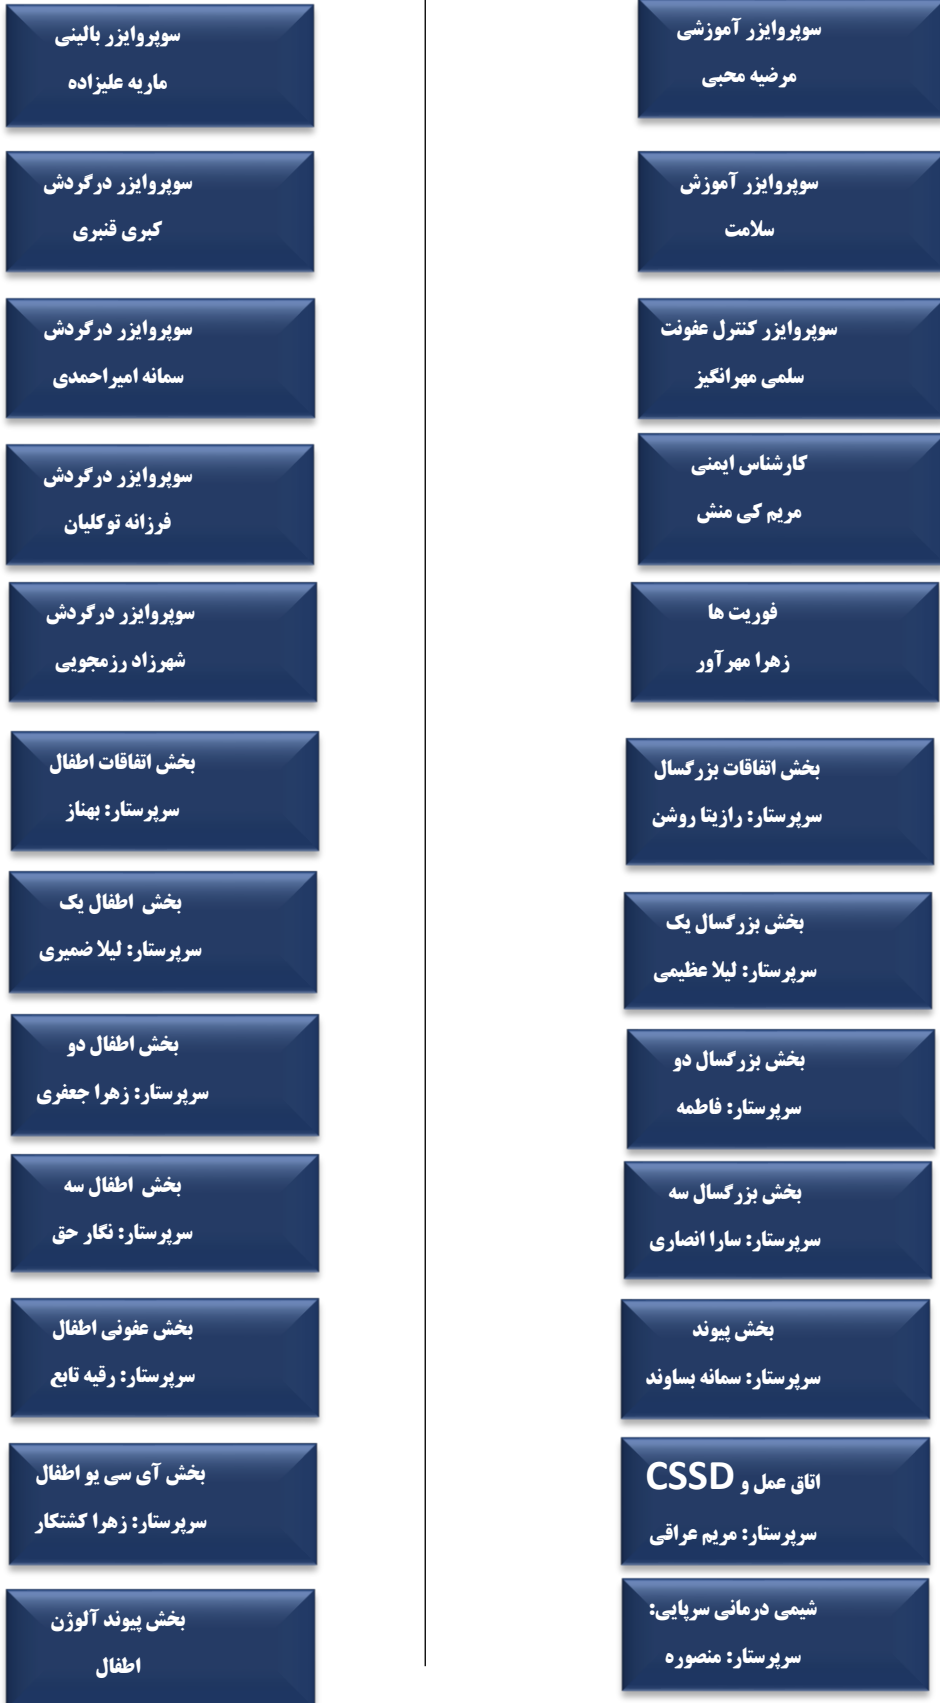 سوپروایزر آموزشی
مرضیه محبی
سوپروایزر بالینی
ماریه علیزاده
سوپروایزر آموزش
سلامت
سوپروایزر درگردش
کبری قنبری
سوپروایزر کنترل عفونت
سلمی مهرانگیز
سوپروایزر درگردش
سمانه امیراحمدی
کارشناس ایمنی
مریم کی منش
سوپروایزر درگردش
فرزانه توکلیان
فوریت ها
زهرا مهرآور
سوپروایزر درگردش
شهرزاد رزمجویی
بخش اتفاقات بزرگسال
سرپرستار: رازیتا روشن
بخش اتفاقات اطفال
سرپرستار: بهناز
بخش بزرگسال یک
سرپرستار: لیلا عظیمی
بخش اطفال یک
سرپرستار: لیلا ضمیری
بخش بزرگسال دو
سرپرستار: فاطمه
بخش اطفال دو
سرپرستار: زهرا جعفری
بخش بزرگسال سه
سرپرستار: سارا انصاری
بخش اطفال سه
سرپرستار: نگار حق
بخش پیوند
سرپرستار: سمانه بساوند
بخش عفونی اطفال
سرپرستار: رقیه تابع
اتاق عمل و CSSD
سرپرستار: مریم عراقی
بخش آی سی یو اطفال
سرپرستار: زهرا کشتکار
شیمی درمانی سرپایی:
سرپرستار: منصوره
بخش پیوند آلوژن
اطفال